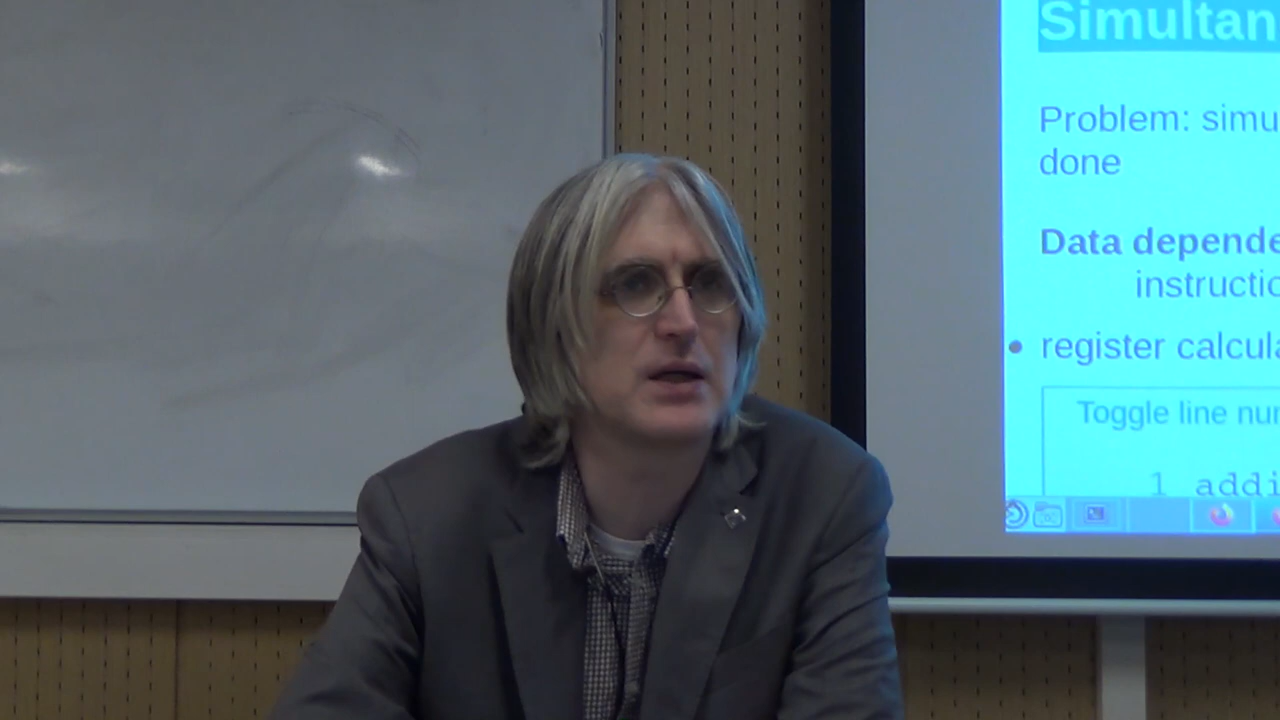 Simultan
Problem: simu
done
Data depende
instructio
• register calcula
Toggle line nu
1 addi